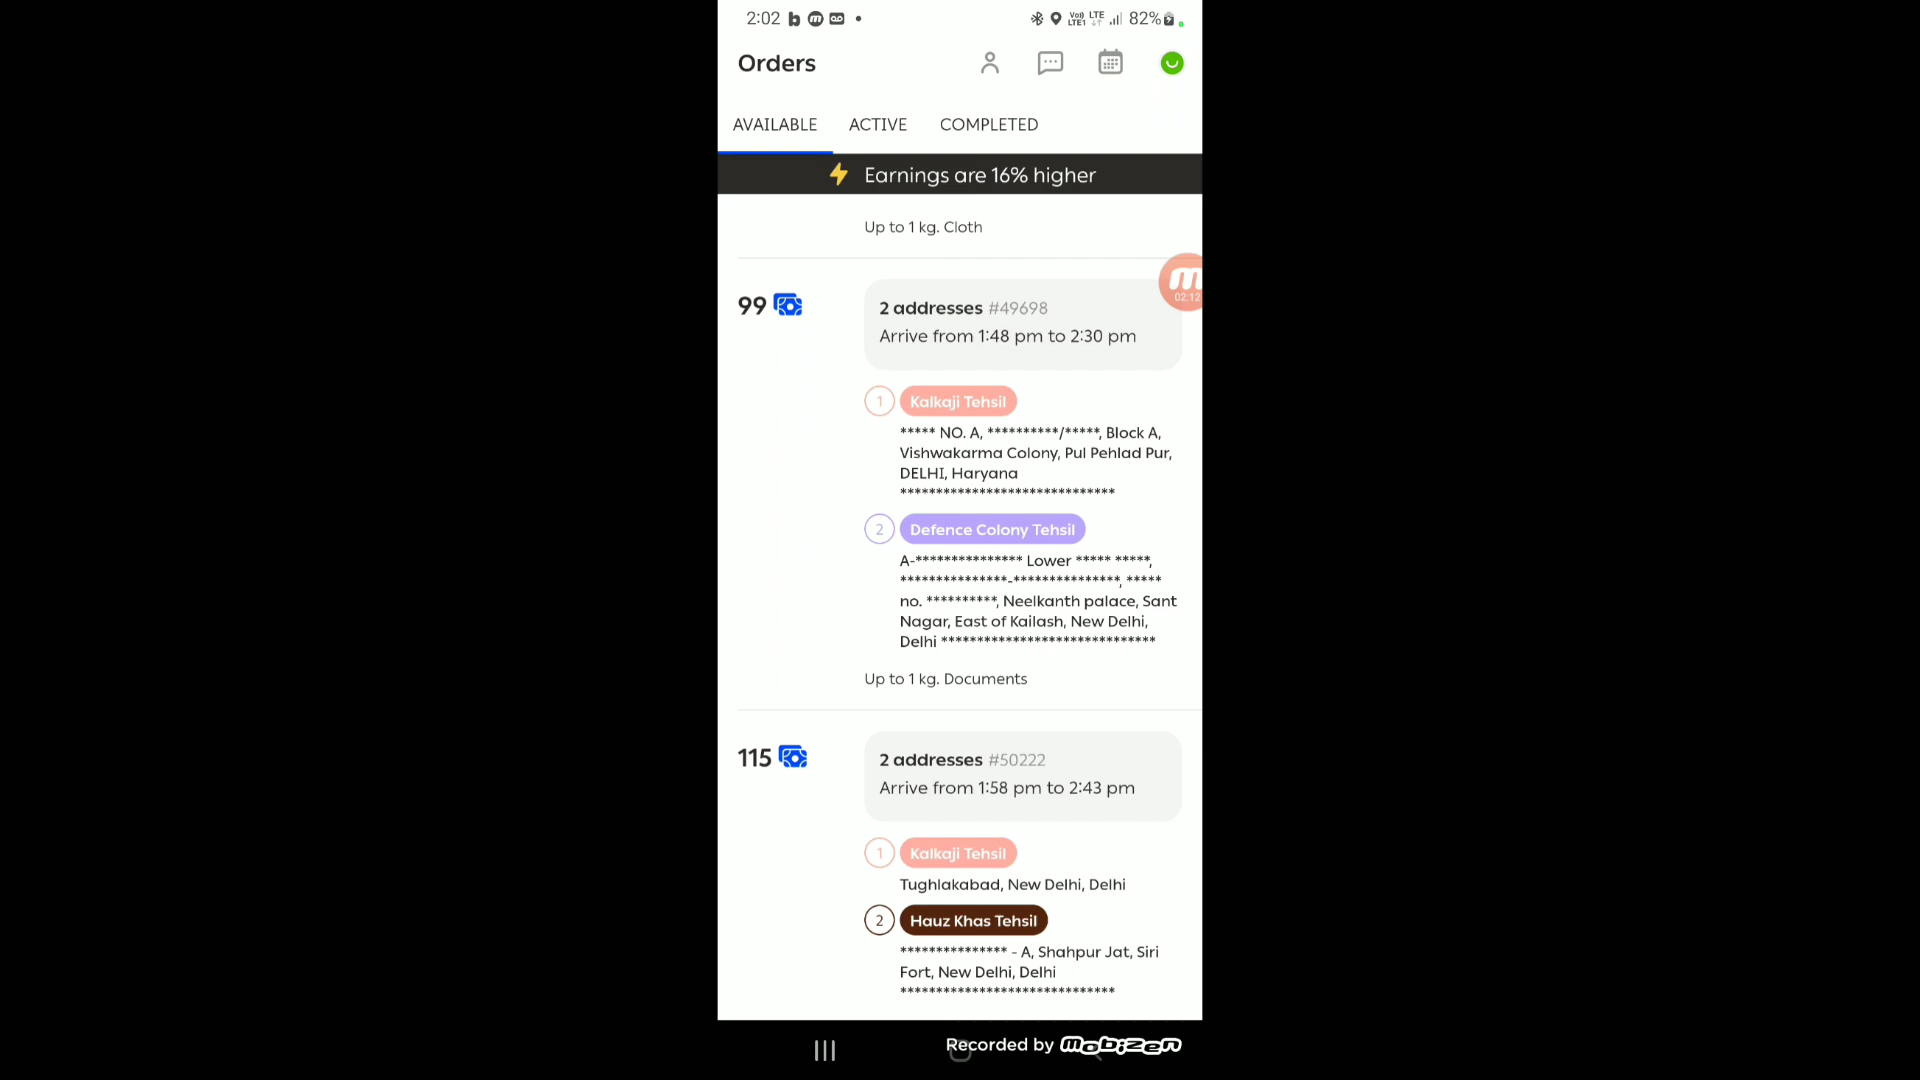 2:02
Vo) LTE
LTE1
82%
Orders
AVAILABLE ACTIVE COMPLETED
Earnings are 16% higher
Up to 1 kg. Cloth
02:12
99
2 addresses #49698
Arrive from 1:48 pm to 2:30 pm
1 Kalkaji Tehsil
***** NO. A, **********/*****, Block A,
Vishwakarma Colony, Pul Pehlad Pur,
DELHI, Haryana
******************************
2 Defence Colony Tehsil
A-*************** Lower ***** *****,
***************-***************, *****
no. **********, Neelkanth palace, Sant
Nagar, East of Kailash, New Delhi,
Delhi ******************************
Up to 1 kg. Documents
115
2 addresses #50222
Arrive from 1:58 pm to 2:43 pm
1 Kalkaji Tehsil
Tughlakabad, New Delhi, Delhi
2 Hauz Khas Tehsil
*************** - A, Shahpur Jat, Siri
Fort, New Delhi, Delhi
******************************
Recorded by Mobizen